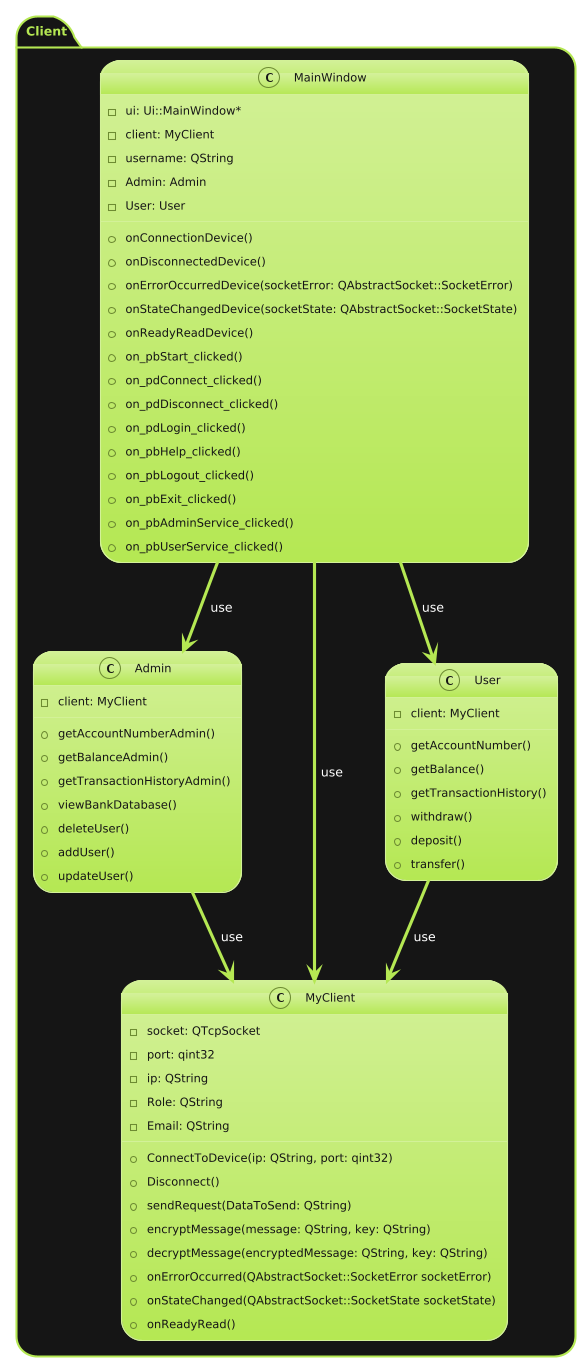 Client
C MainWindow
ui: Ui::MainWindow*
client: MyClient
username: QString
Admin: Admin
User: User
onConnectionDevice()
onDisconnectedDevice()
onErrorOccurredDevice(socketError: QAbstractSocket::SocketError)
onStateChangedDevice(socketState: QAbstractSocket::SocketState)
onReadyReadDevice()
on_pbStart_clicked()
on_pdConnect_clicked()
on_pdDisconnect_clicked()
on_pdLogin_clicked()
on_pbHelp_clicked()
on_pbLogout_clicked()
on_pbExit_clicked()
on_pbAdminService_clicked()
on_pbUserService_clicked()
use
use
C Admin
client: MyClient
getAccountNumberAdmin()
getBalanceAdmin()
getTransactionHistoryAdmin()
viewBankDatabase()
deleteUser()
addUser()
updateUser()
use
C User
client: MyClient
getAccountNumber()
getBalance()
getTransactionHistory()
withdraw()
deposit()
transfer()
use
use
C MyClient
socket: QTcpSocket
port: qint32
ip: QString
Role: QString
Email: QString
ConnectToDevice(ip: QString, port: qint32)
Disconnect()
sendRequest(DataToSend: QString)
encryptMessage(message: QString, key: QString)
decryptMessage(encryptedMessage: QString, key: QString)
onErrorOccurred(QAbstractSocket::SocketError socketError)
onStateChanged(QAbstractSocket::SocketState socketState)
onReadyRead()